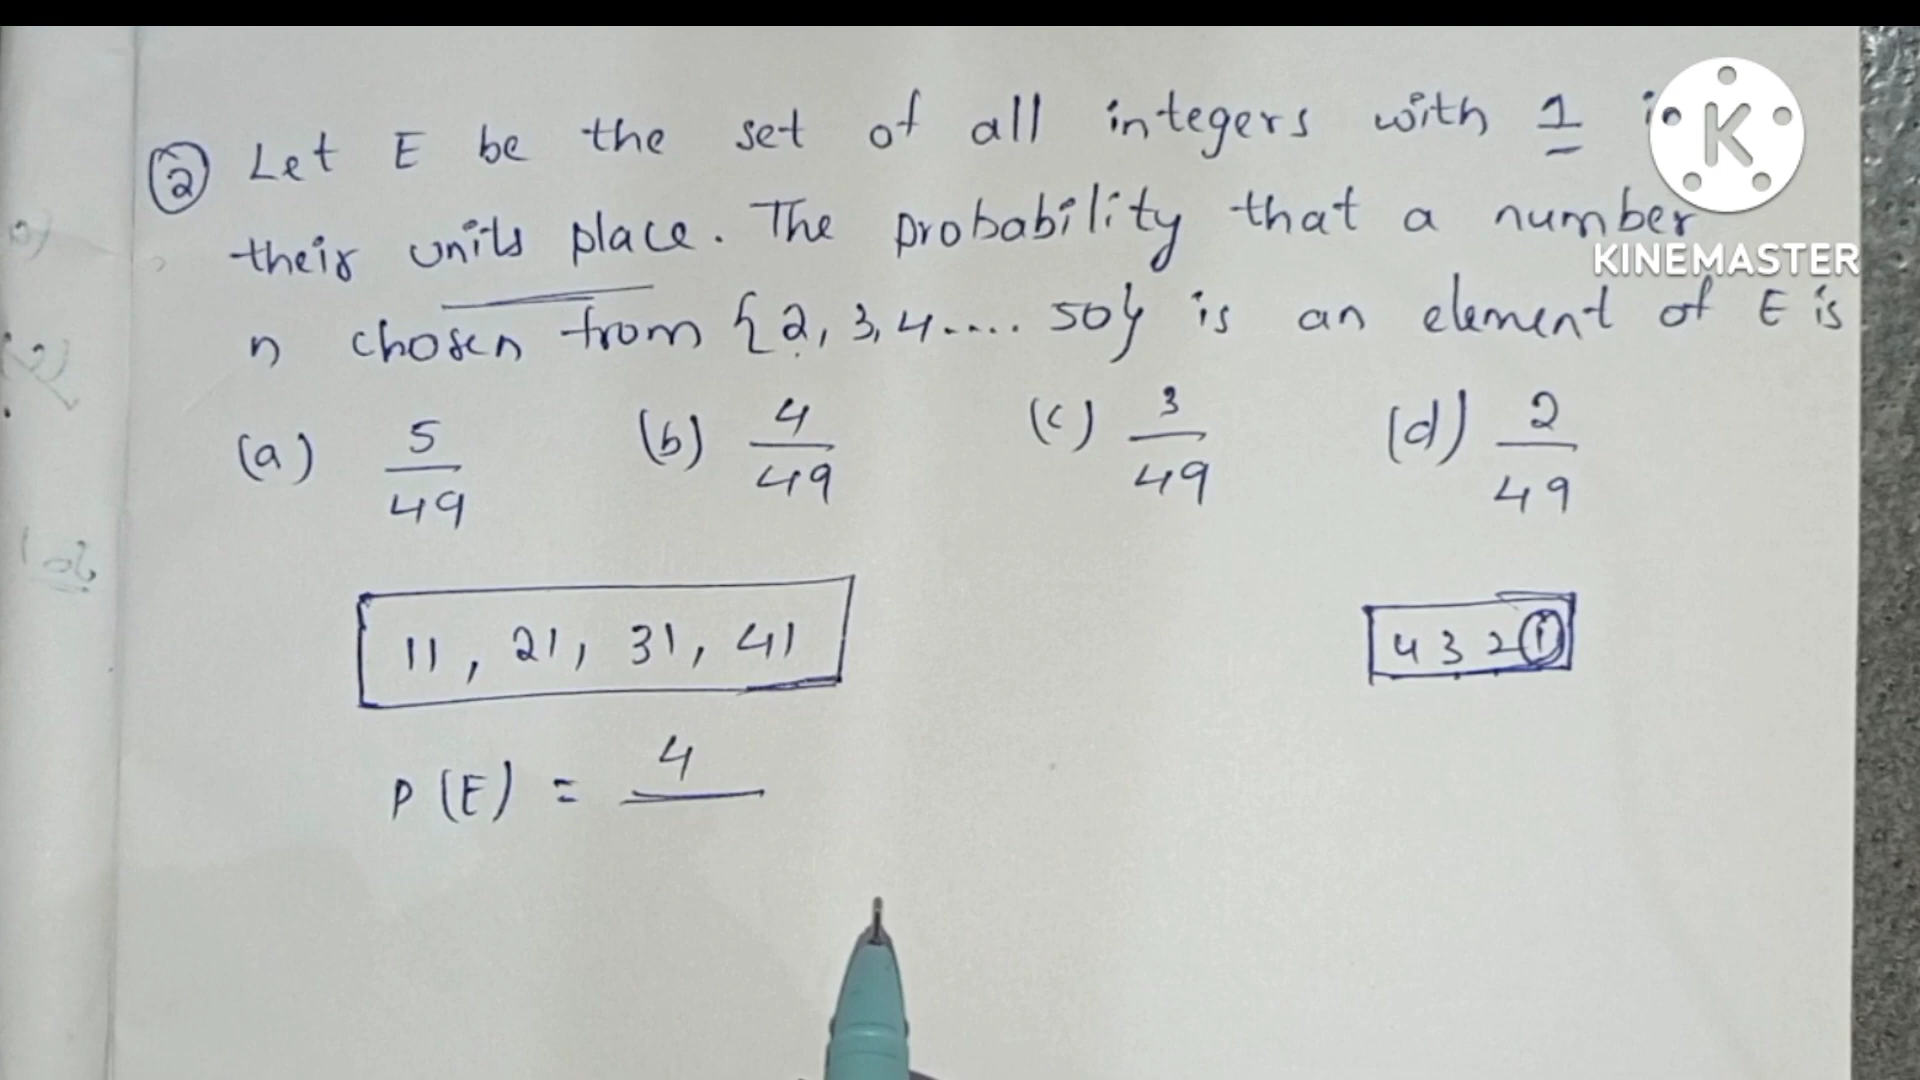 ② Let E be the set of all integers with 1
their units place. The probability that a number
n chosen from {2, 3, 4.... 50} is an element of E is
(a) 5/49 (b) 4/49 (c) 3/49 (d) 2/49
11, 21, 31, 41
4 3 2 1
P(E) = 4
K
KINEMASTER